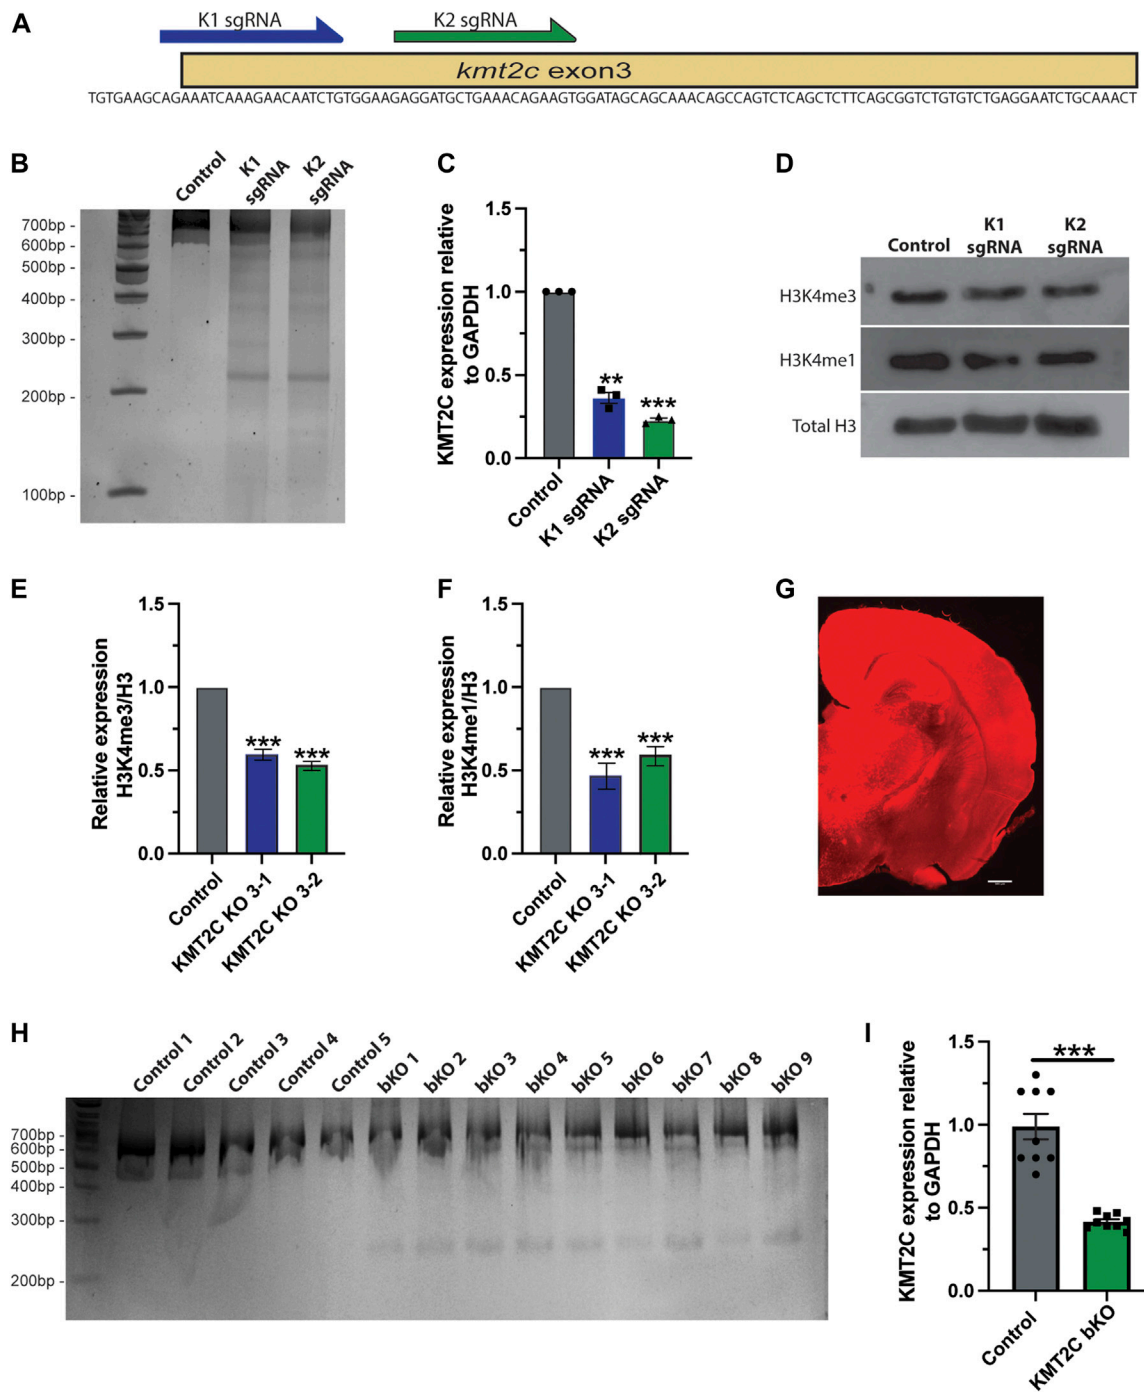 A
K1 sgRNA
K2 sgRNA
kmt2c exon3
TGTGAAGCAGAAATCAAAGAACAATCTGTGGAAGAGGATGCTGAAACAGAAGTGGATAGCAGCAAACAGCCAGTCTCAGCTCTTCAGCGGTCTGTGTCTGAGGAATCTGCAAACT
B
Control
K1
sgRNA
K2
sgRNA
700bp -
600bp -
500bp -
400bp -
300bp -
200bp -
100bp -
C
KMT2C expression relative
to GAPDH
1.5
1.0
0.5
0.0
**
***
Control
K1 sgRNA
K2 sgRNA
D
Control
K1
sgRNA
K2
sgRNA
H3K4me3
H3K4me1
Total H3
E
Relative expression
H3K4me3/H3
1.5
1.0
0.5
0.0
***
***
Control
KMT2C KO 3-1
KMT2C KO 3-2
F
Relative expression
H3K4me1/H3
1.5
1.0
0.5
0.0
***
***
Control
KMT2C KO 3-1
KMT2C KO 3-2
G
H
Control 1
Control 2
Control 3
Control 4
Control 5
bKO 1
bKO 2
bKO 3
bKO 4
bKO 5
bKO 6
bKO 7
bKO 8
bKO 9
700bp -
600bp -
500bp -
400bp -
300bp -
200bp -
I
KMT2C expression relative
to GAPDH
1.5
1.0
0.5
0.0
***
Control
KMT2C bKO